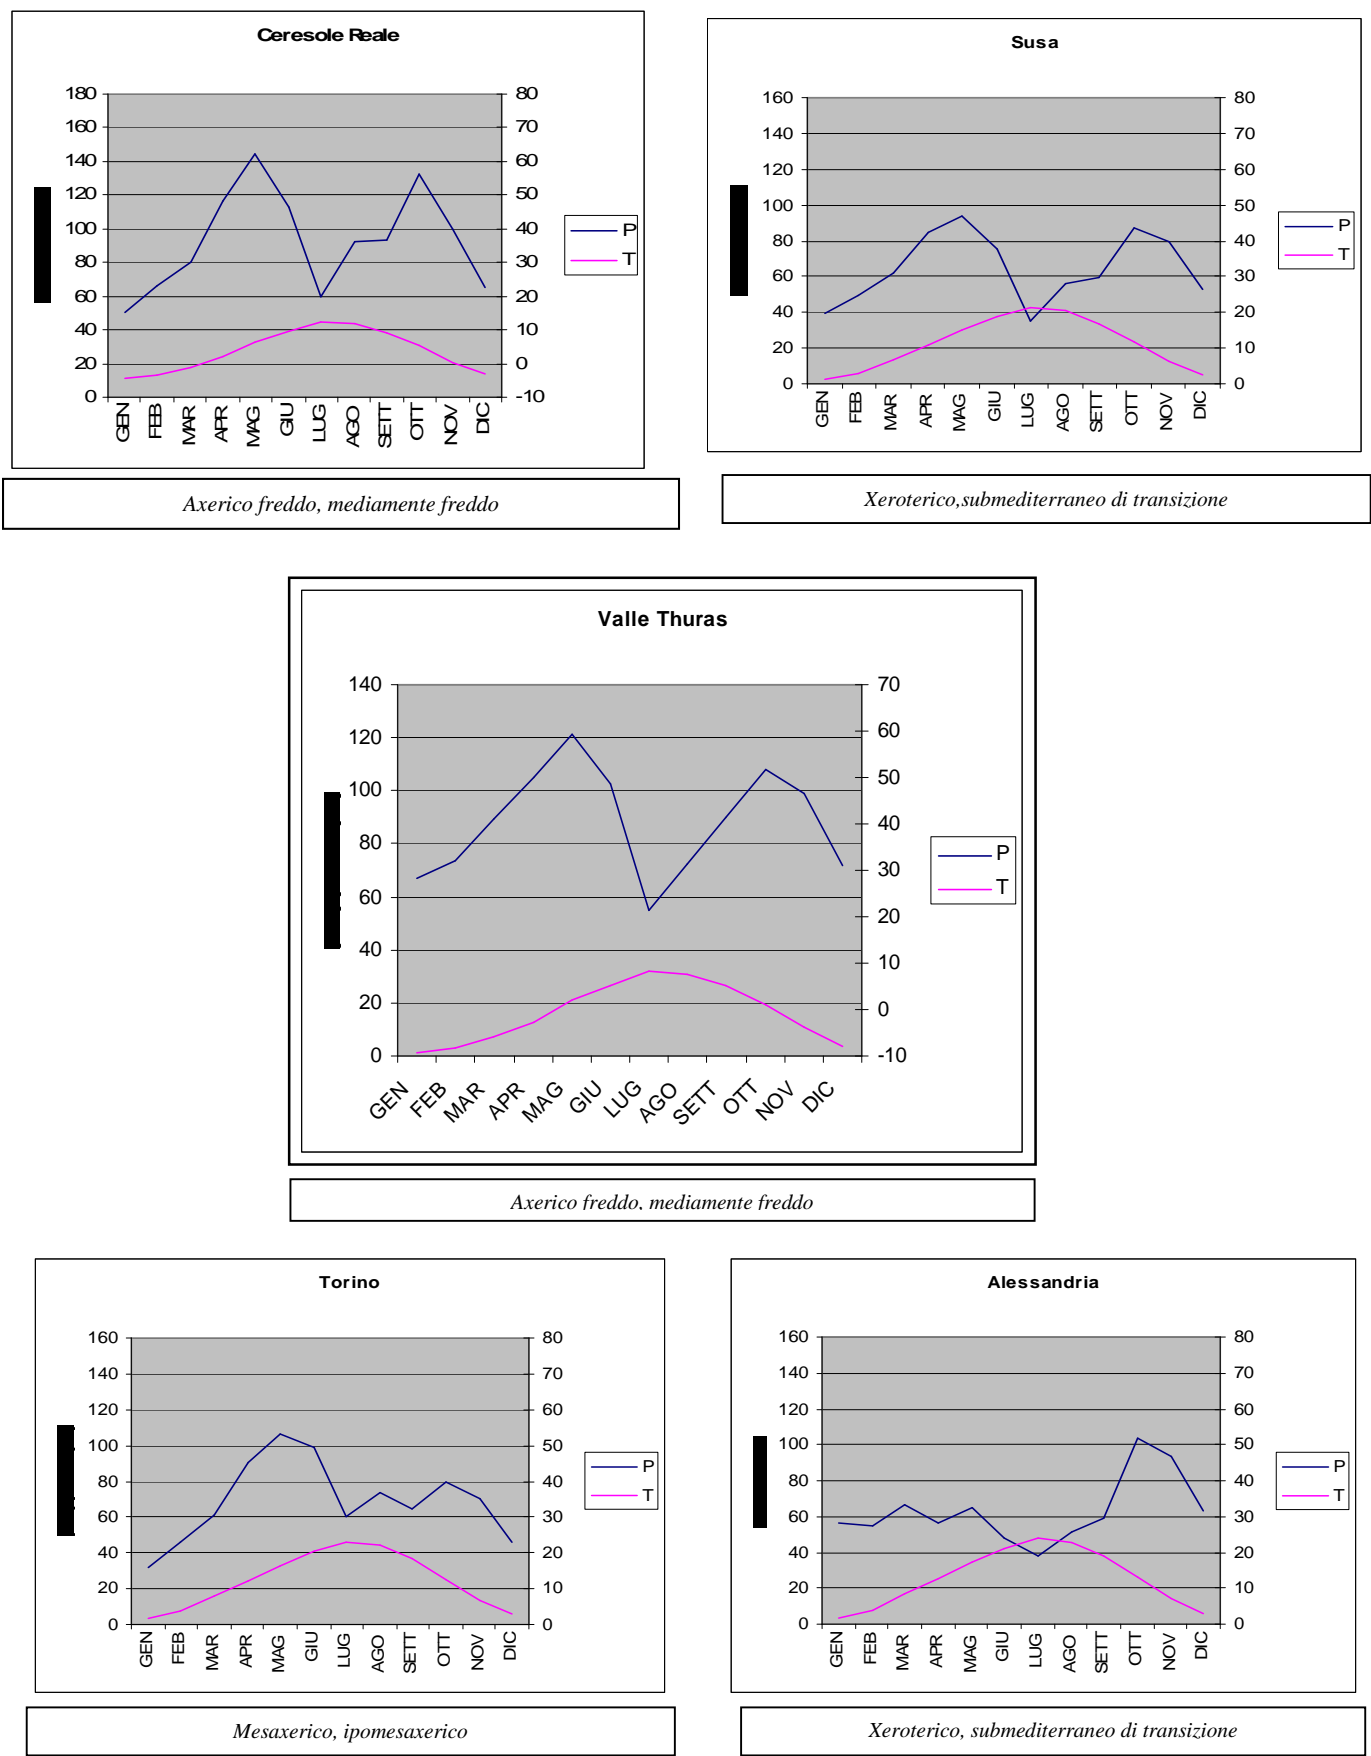 Ceresole Reale
180
160
140
120
100
80
60
40
20
0
80
70
60
50
40
30
20
10
0
-10
P
T
GEN
FEB
MAR
APR
MAG
GIU
LUG
AGO
SETT
OTT
NOV
DIC
Axerico freddo, mediamente freddo
Susa
160
140
120
100
80
60
40
20
0
80
70
60
50
40
30
20
10
0
P
T
GEN
FEB
MAR
APR
MAG
GIU
LUG
AGO
SETT
OTT
NOV
DIC
Xeroterico,submediterraneo di transizione
Valle Thuras
140
120
100
80
60
40
20
0
70
60
50
40
30
20
10
0
-10
P
T
GEN
FEB
MAR
APR
MAG
GIU
LUG
AGO
SETT
OTT
NOV
DIC
Axerico freddo, mediamente freddo
Torino
160
140
120
100
80
60
40
20
0
80
70
60
50
40
30
20
10
0
P
T
GEN
FEB
MAR
APR
MAG
GIU
LUG
AGO
SETT
OTT
NOV
DIC
Mesaxerico, ipomesaxerico
Alessandria
160
140
120
100
80
60
40
20
0
80
70
60
50
40
30
20
10
0
P
T
GEN
FEB
MAR
APR
MAG
GIU
LUG
AGO
SETT
OTT
NOV
DIC
Xeroterico, submediterraneo di transizione